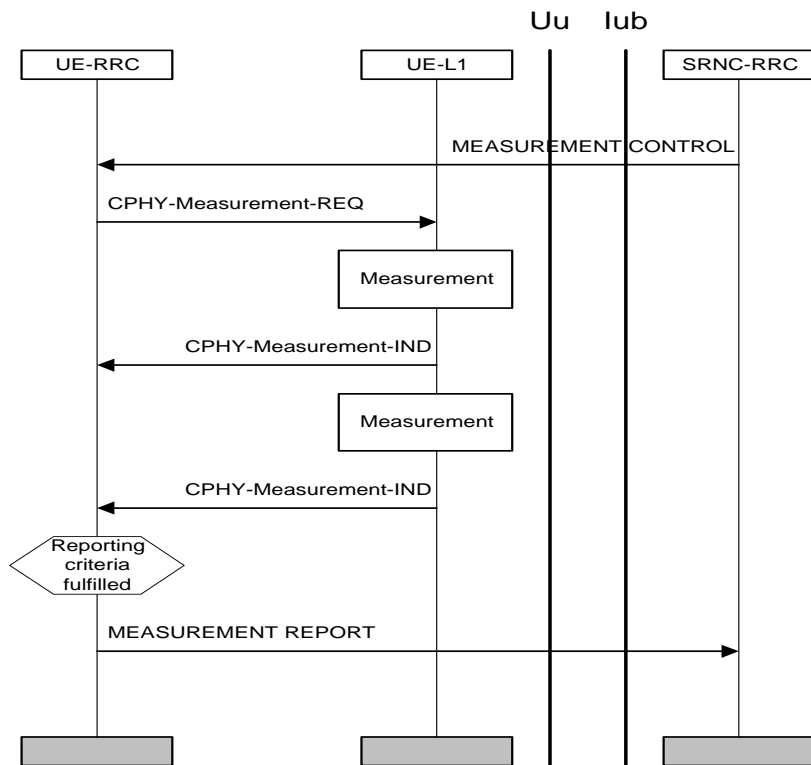 Uu Iub
UE-RRC UE-L1 SRNC-RRC
MEASUREMENT CONTROL
CPHY-Measurement-REQ
Measurement
CPHY-Measurement-IND
Measurement
CPHY-Measurement-IND
Reporting
criteria
fulfilled
MEASUREMENT REPORT